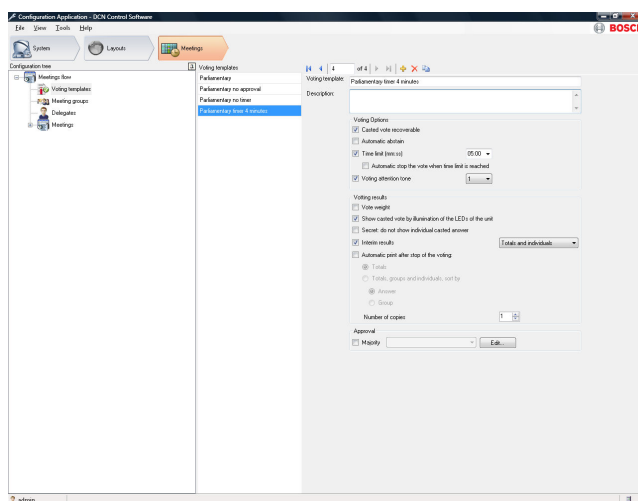 Configuration Application - DCN Control Software
File View Tools Help
BOSCH
System
Layouts
Meetings
Configuration tree
Meetings flow
Voting templates
Meeting groups
Delegates
Meetings
Voting templates
Parliamentary
Parliamentary no approval
Parliamentary no timer
Parliamentary timer 4 minutes
4 of 4
Voting template: Parliamentary timer 4 minutes
Description:
Voting Options
Casted vote recoverable
Automatic abstain
Time limit (mm:ss) 05:00
Automatic stop the vote when time limit is reached
Voting attention tone 1
Votting results
Vote weight
Show casted vote by illumination of the LEDs of the unit
Secret: do not show individual casted answer
Interim results Totals and individuals
Automatic print after stop of the voting:
Totals
Totals, groups and individuals, sort by
Answer
Group
Number of copies 1
Approval
Majority Edit...
admin